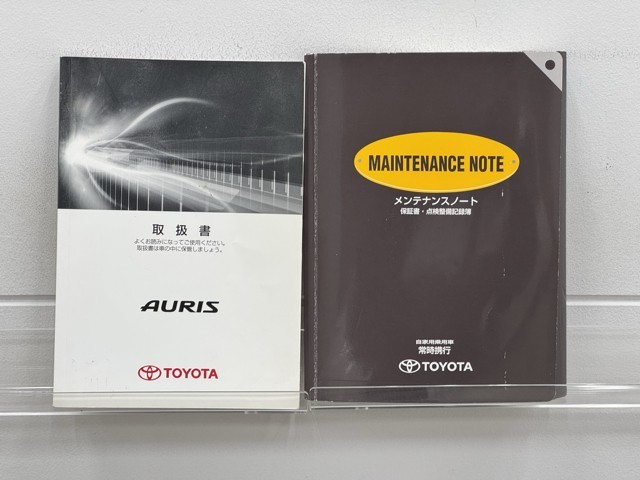 取扱書
よくお読みになってご使用ください。
取扱書は車の中に保管しましょう。
AURIS
TOYOTA
MAINTENANCE NOTE
メンテナンスノート
保証書・点検整備記録簿
自家用乗用車
常時携行
TOYOTA